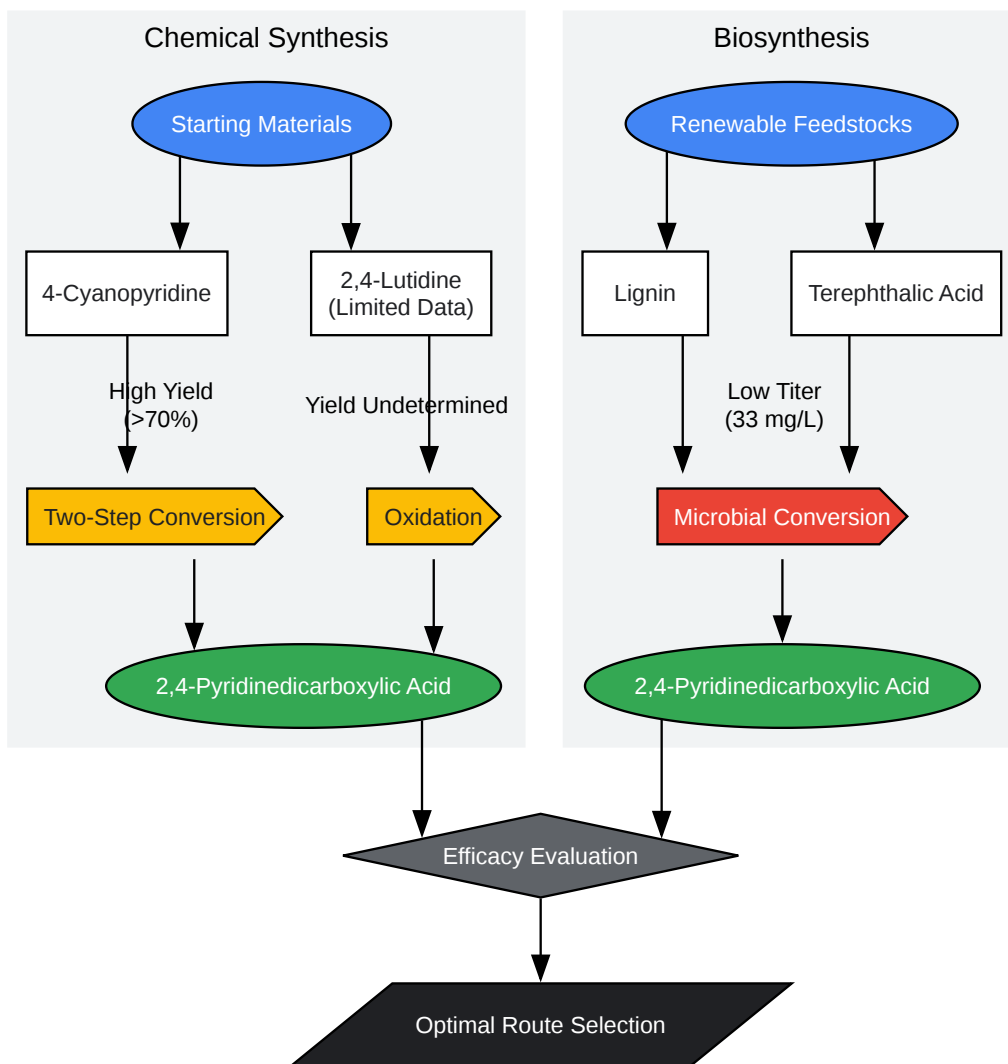 Chemical Synthesis
Biosynthesis
Starting Materials
Renewable Feedstocks
4-Cyanopyridine
2,4-Lutidine
(Limited Data)
Lignin
Terephthalic Acid
High Yield
(>70%)
Yield Undetermined
Low Titer
(33 mg/L)
Two-Step Conversion
Oxidation
Microbial Conversion
2,4-Pyridinedicarboxylic Acid
2,4-Pyridinedicarboxylic Acid
Efficacy Evaluation
Optimal Route Selection